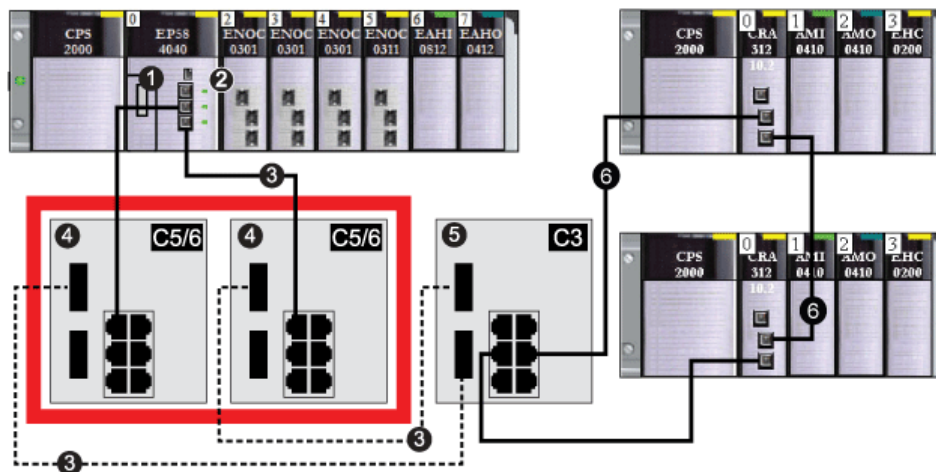 0 2 3 4 5 6 7
CPS 2000
EP58 4040
ENOC 0301
ENOC 0301
ENOC 0301
ENOC 0311
EAHI 0812
EAHO 0412
1
2
3
4 C5/6
4 C5/6
5 C3
3
3
6
0 1 2 3
CPS 2000
CRA 312 10.2
AMI 0410
AMO 0410
EHC 0200
6
0 1 2 3
CPS 2000
CRA 312 10.2
AMI 0410
AMO 0410
EHC 0200